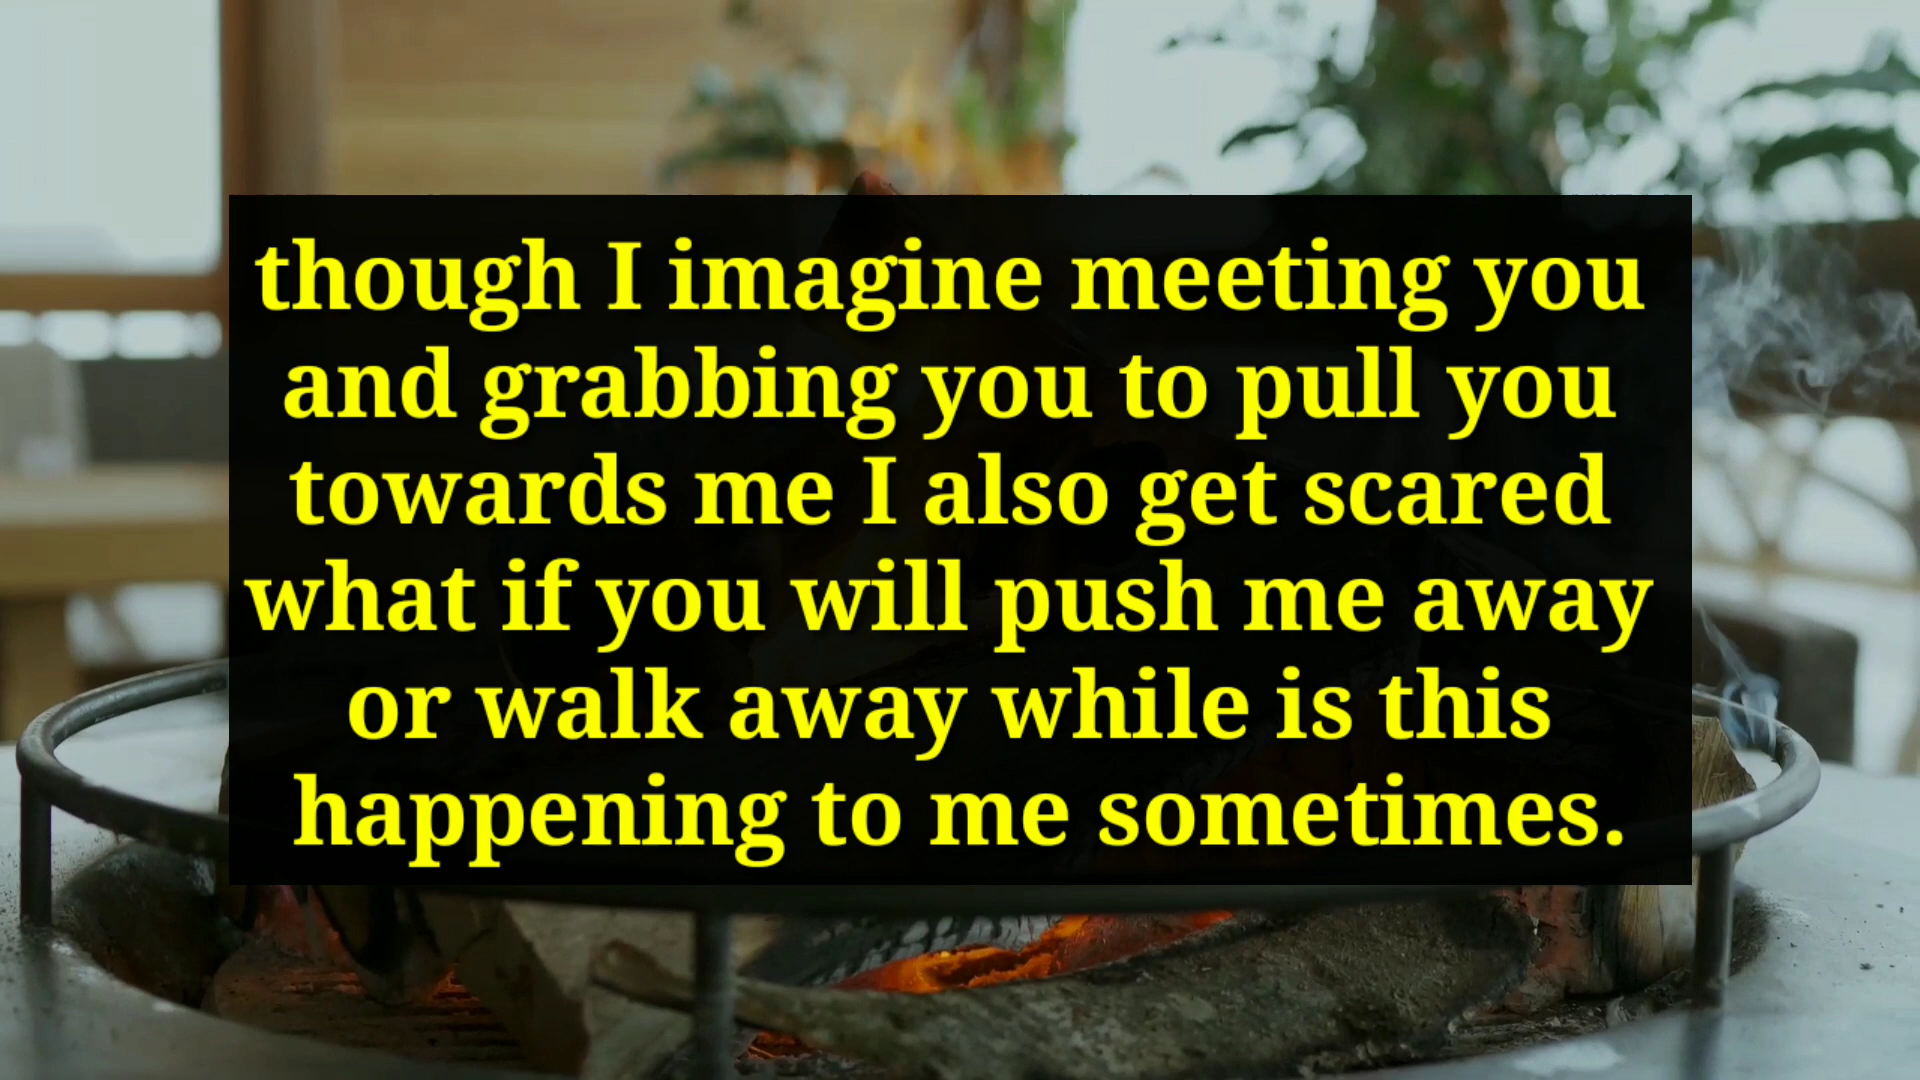 though I imagine meeting you
and grabbing you to pull you
towards me I also get scared
what if you will push me away
or walk away while is this
happening to me sometimes.